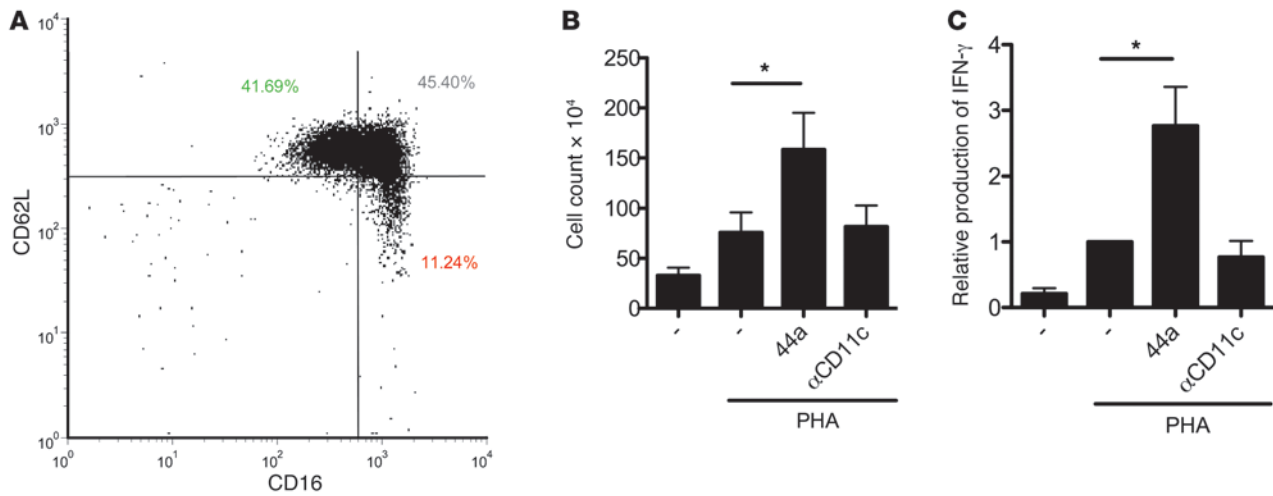 A
CD62L
10⁴
10³
10²
10¹
10⁰
41.69%
45.40%
11.24%
10⁰ 10¹ 10² 10³ 10⁴
CD16
B
Cell count × 10⁴
250
200
150
100
50
0
*
- - 44a αCD11c
PHA
C
Relative production of IFN-γ
4
3
2
1
0
*
- - 44a αCD11c
PHA